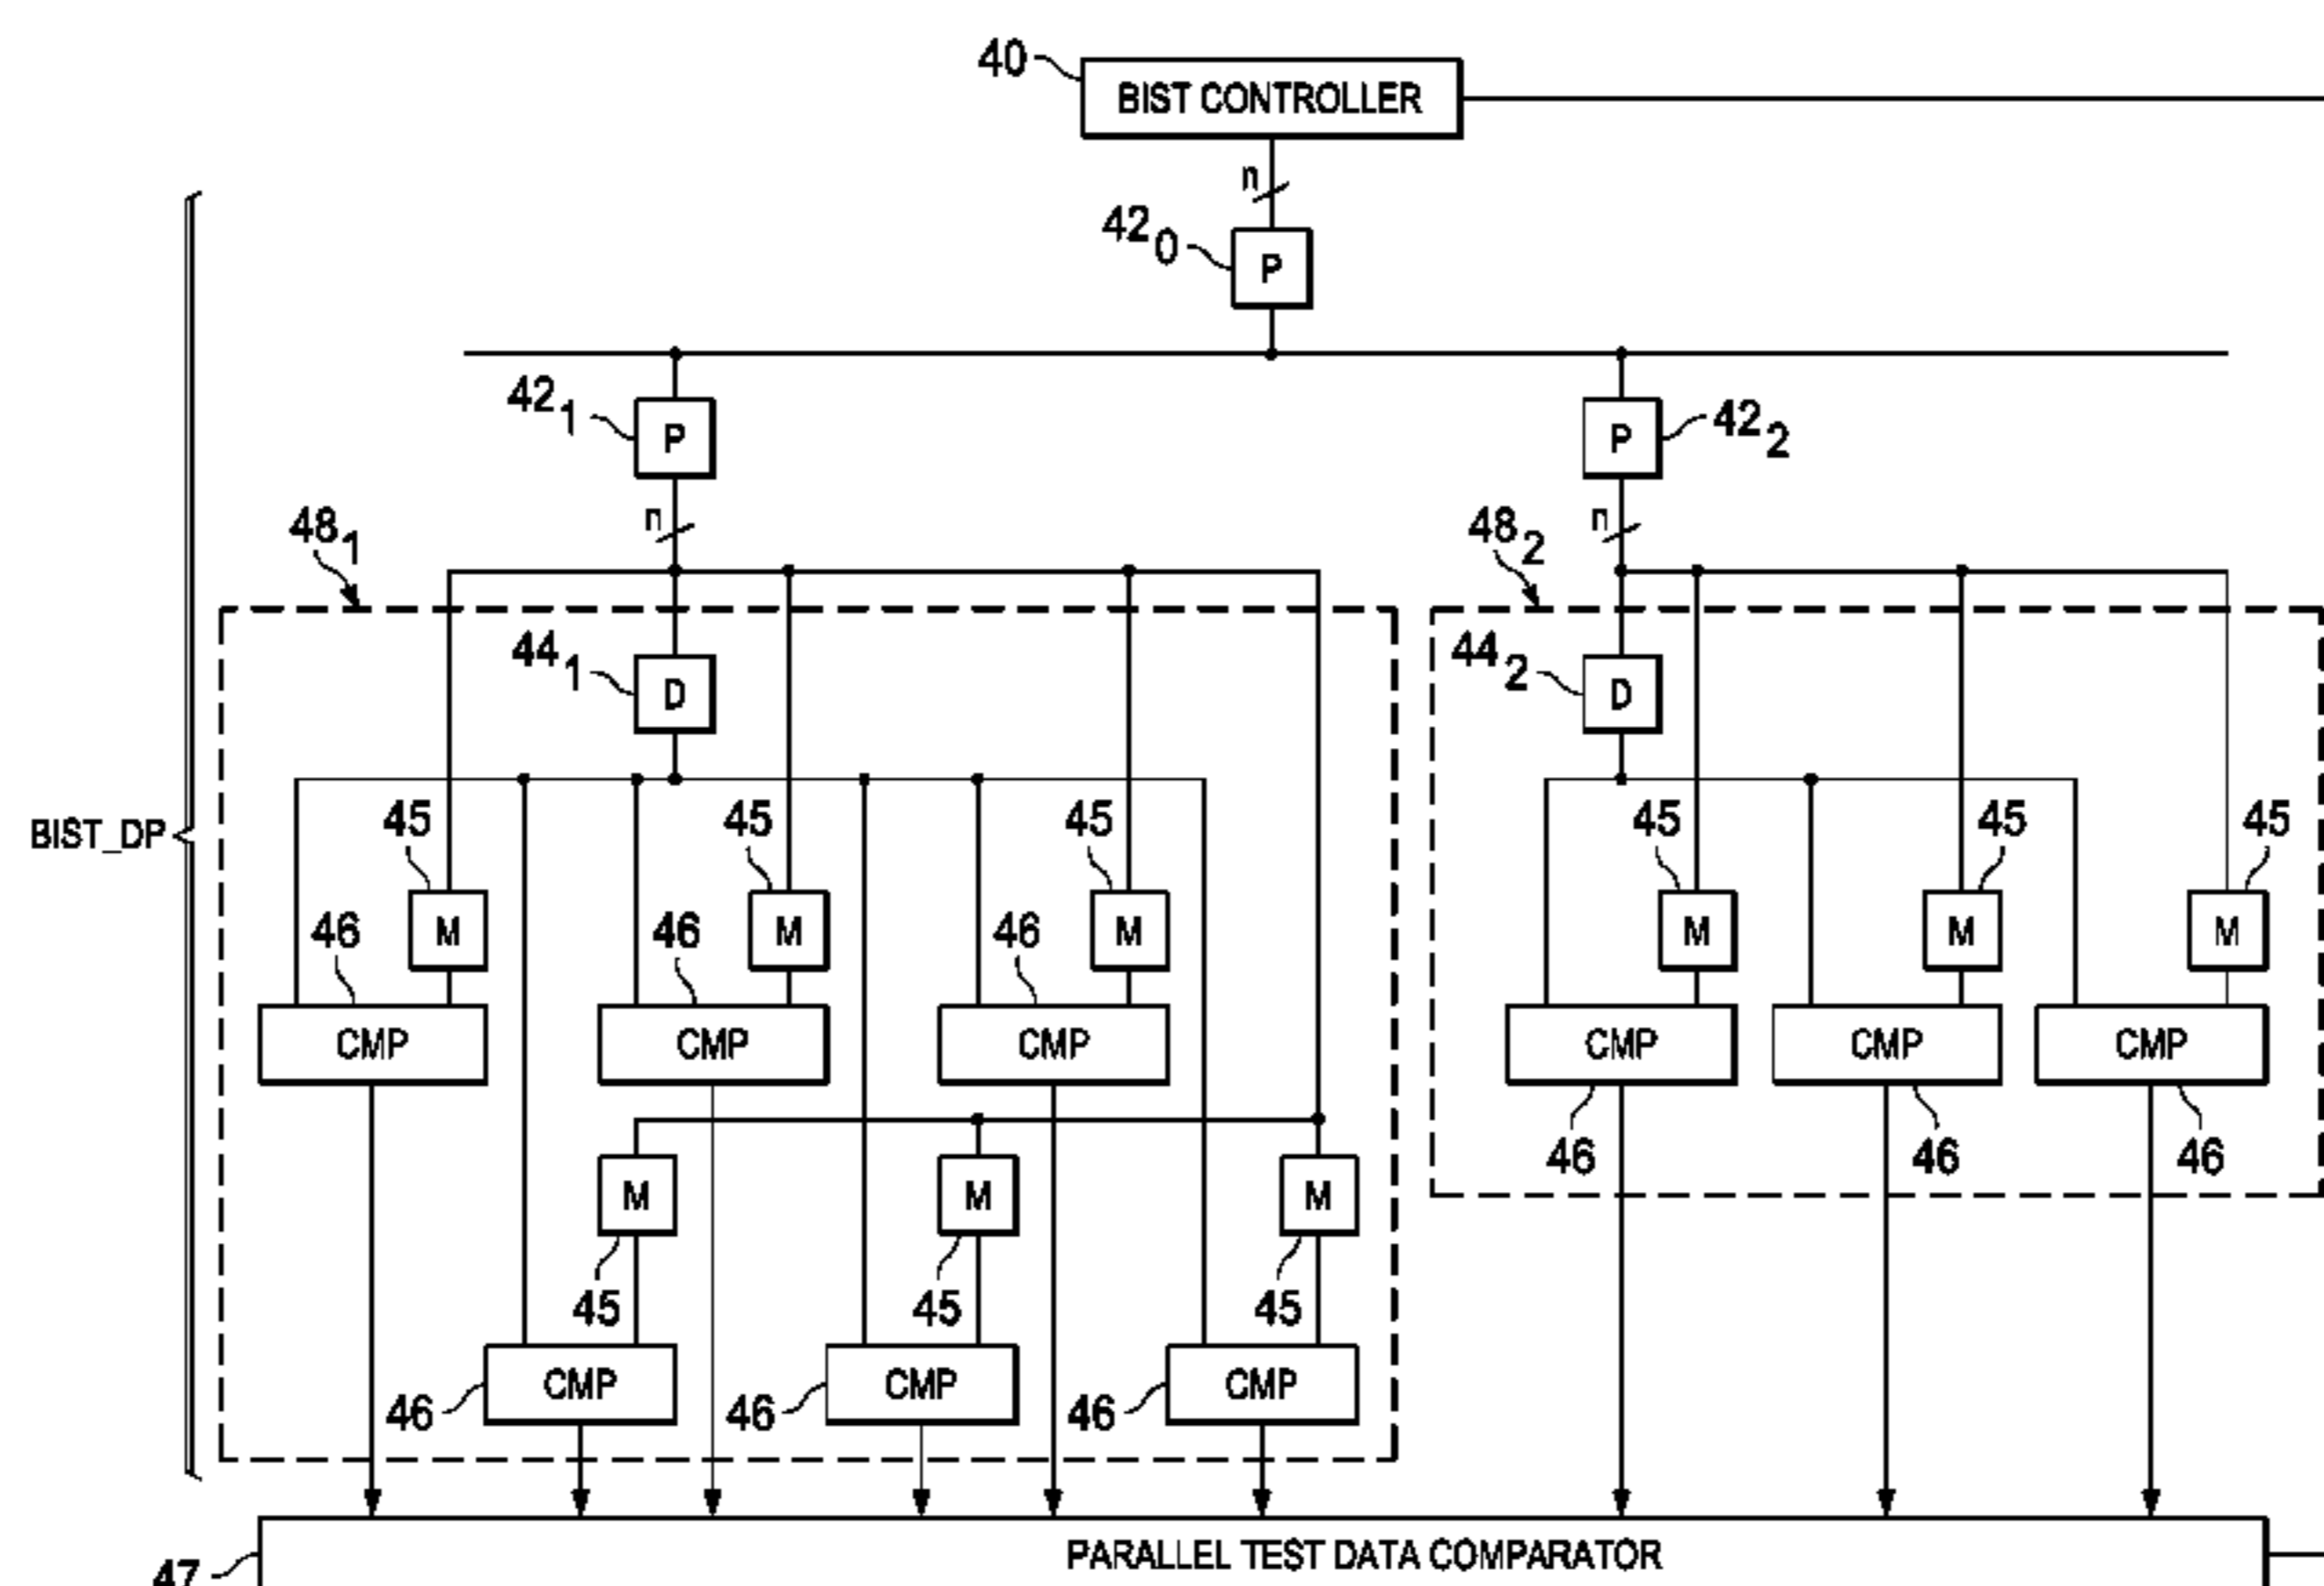 40
BIST CONTROLLER
n
42 0
P
42 1
P
P
42 2
n
n
48 1
48 2
44 1
D
44 2
D
BIST_DP
45
45
45
45
45
45
46
M
46
M
46
M
M
M
M
CMP
CMP
CMP
CMP
CMP
CMP
46
46
46
M
M
M
45
45
45
46
CMP
46
CMP
46
CMP
47
PARALLEL TEST DATA COMPARATOR